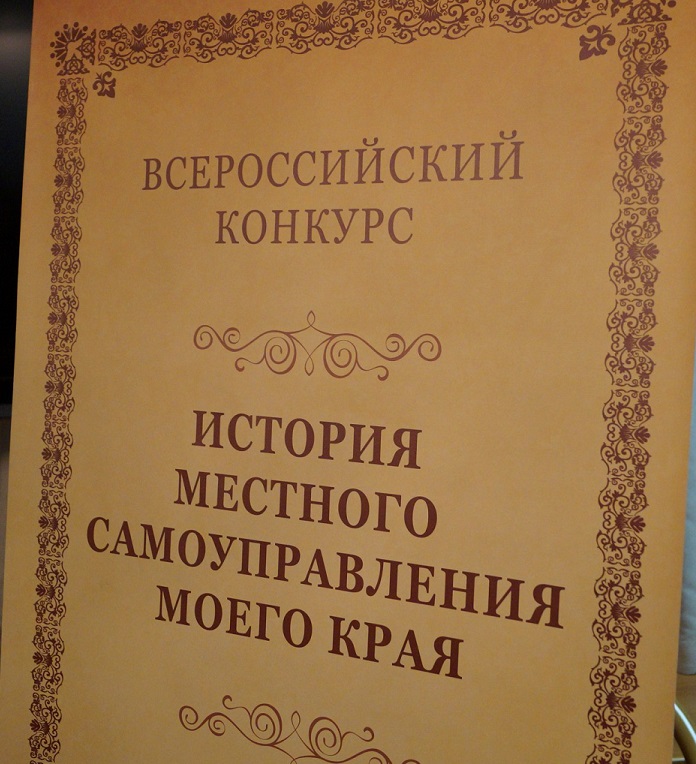 ВСЕРОССИЙСКИЙ
КОНКУРС
ИСТОРИЯ
МЕСТНОГО
САМОУПРАВЛЕНИЯ
МОЕГО КРАЯ